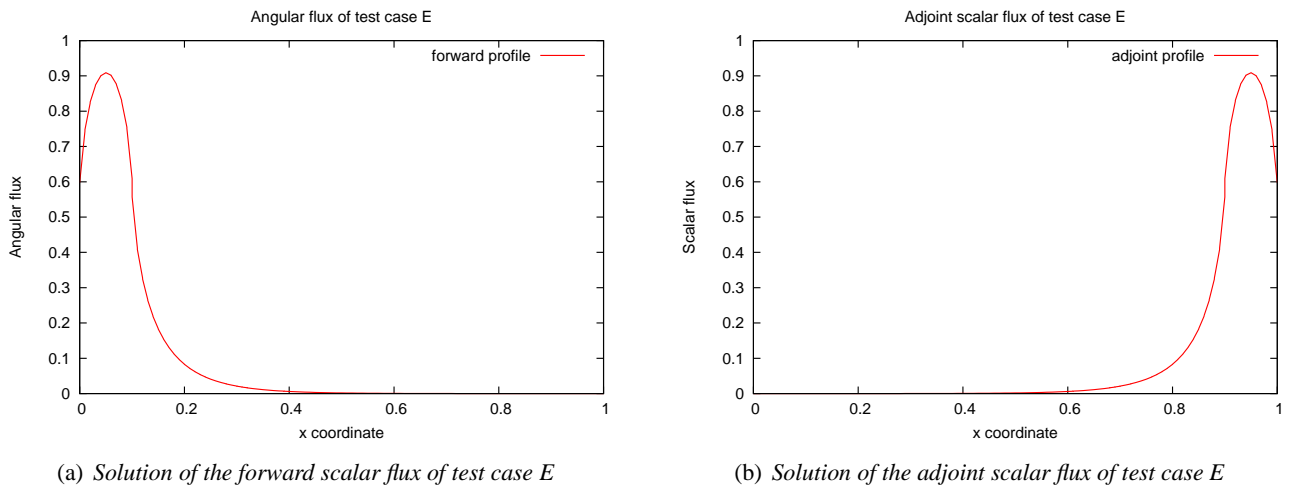 Angular flux of test case E
forward profile
Angular flux
1
0.9
0.8
0.7
0.6
0.5
0.4
0.3
0.2
0.1
0
0 0.2 0.4 0.6 0.8 1
x coordinate
(a) Solution of the forward scalar flux of test case E
Adjoint scalar flux of test case E
adjoint profile
Scalar flux
1
0.9
0.8
0.7
0.6
0.5
0.4
0.3
0.2
0.1
0
0 0.2 0.4 0.6 0.8 1
x coordinate
(b) Solution of the adjoint scalar flux of test case E